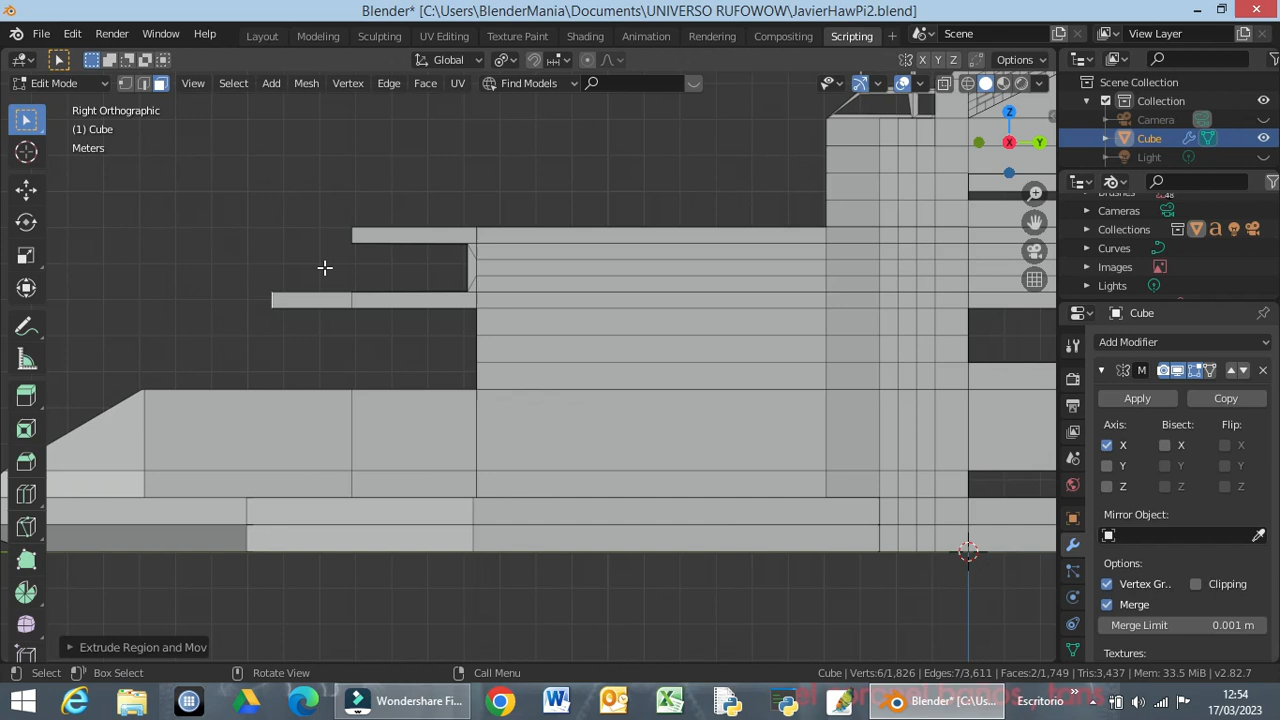 Blender* [C:\Users\BlenderMania\Documents\UNIVERSO RUFOWOW\JavierHawPi2.blend]
File Edit Render Window Help Layout Modeling Sculpting UV Editing Texture Paint Shading Animation Rendering Compositing Scripting Scene View Layer
Global X Y Z Options
Edit Mode View Select Add Mesh Vertex Edge Face UV Find Models
Right Orthographic
(1) Cube
Meters
Z
X
Y
Scene Collection
Collection
Camera
Cube
Light
Brushes
Cameras
Collections
Curves
Images
Lights
Cube
Add Modifier
M
Apply Copy
Axis: Bisect: Flip:
X X X
Y Y Y
Z Z Z
Mirror Object:
Options:
Vertex Gr.. Clipping
Merge
Merge Limit 0.001 m
Textures:
Extrude Region and Mov
Select Box Select Rotate View Call Menu Cube | Verts:6/1,826 | Edges:7/3,611 | Faces:2/1,749 | Tris:3,437 | Mem: 33.5 MiB | v2.82.7
Wondershare Fi... Blender* [C:\Us... Escritorio
12:54
17/03/2023